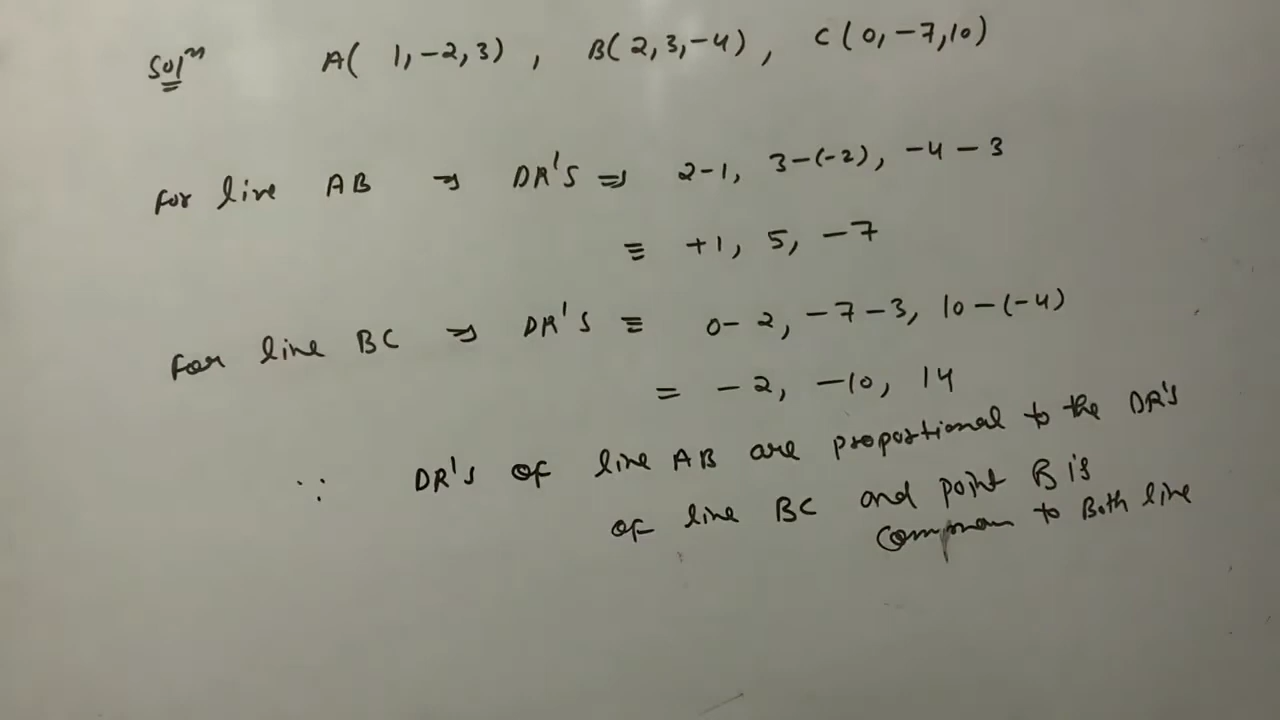 Solⁿ A( 1,-2,3) , B(2,3,-4) , C(0,-7,10)
For line AB ⇒ DR'S ⇒ 2-1, 3-(-2), -4-3
≡ +1, 5, -7
For line BC ⇒ DR'S ≡ 0-2, -7-3, 10-(-4)
= -2, -10, 14
∵ DR's of line AB are proportional to the DR's
of line BC and point B is
common to Both line